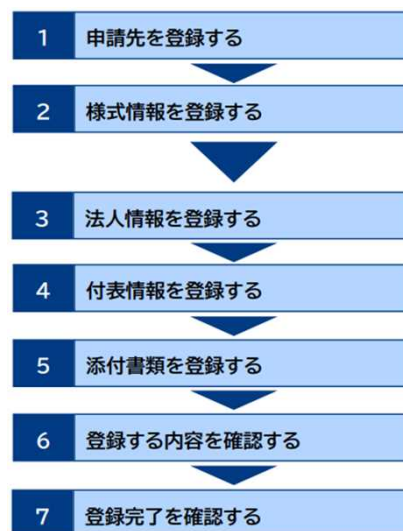 1 申請先を登録する
2 様式情報を登録する
3 法人情報を登録する
4 付表情報を登録する
5 添付書類を登録する
6 登録する内容を確認する
7 登録完了を確認する